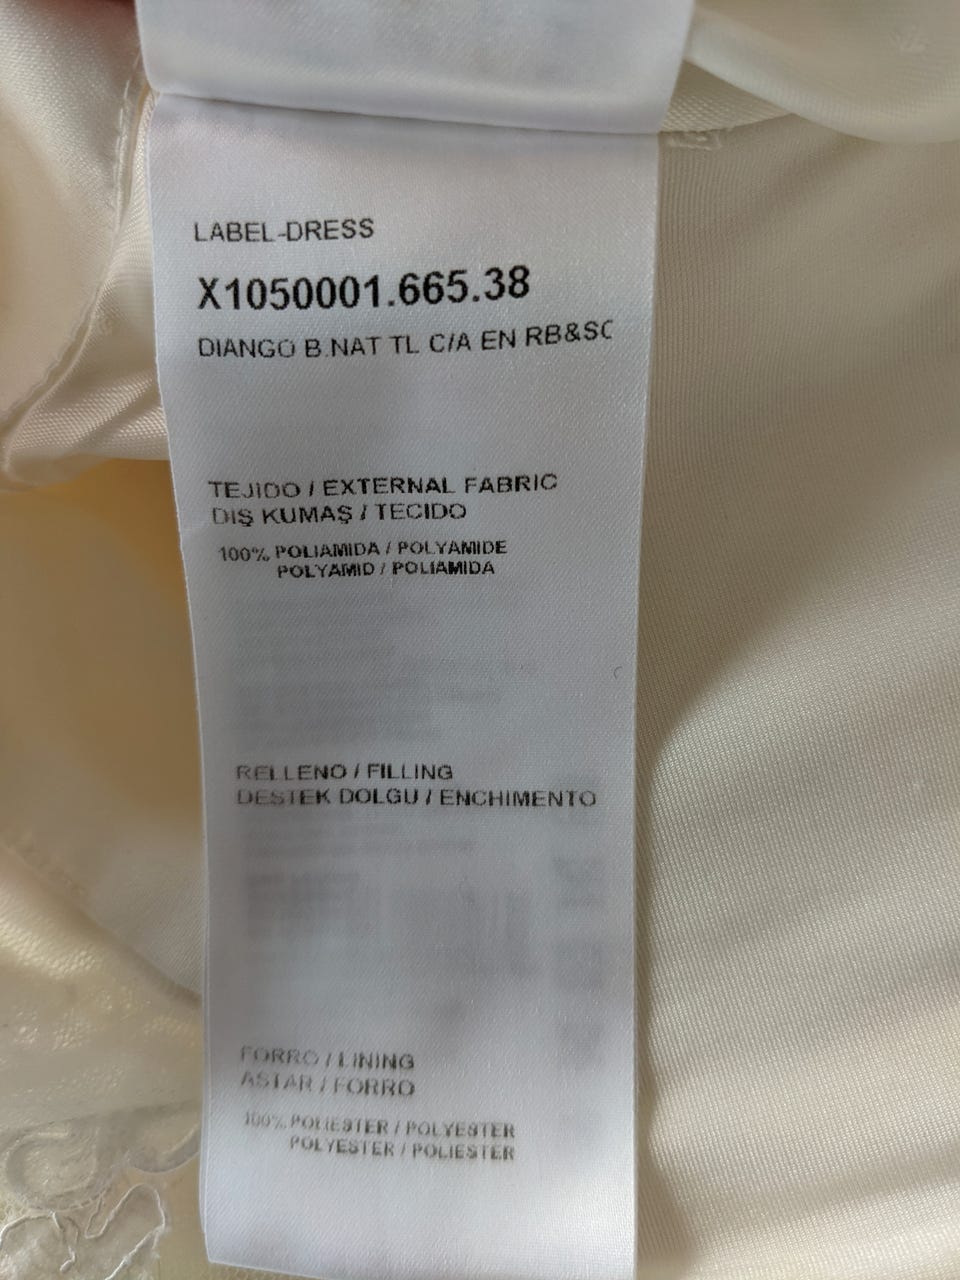 LABEL-DRESS
X1050001.665.38
DIANGO B.NAT TL C/A EN RB&SC
TEJIDO / EXTERNAL FABRIC
DIŞ KUMAŞ / TECIDO
100% POLIAMIDA / POLYAMIDE
POLYAMID / POLIAMIDA
RELLENO / FILLING
DESTEK DOLGU / ENCHIMENTO
FORRO / LINING
ASTAR / FORRO
100% POLIESTER / POLYESTER
POLYESTER / POLIESTER